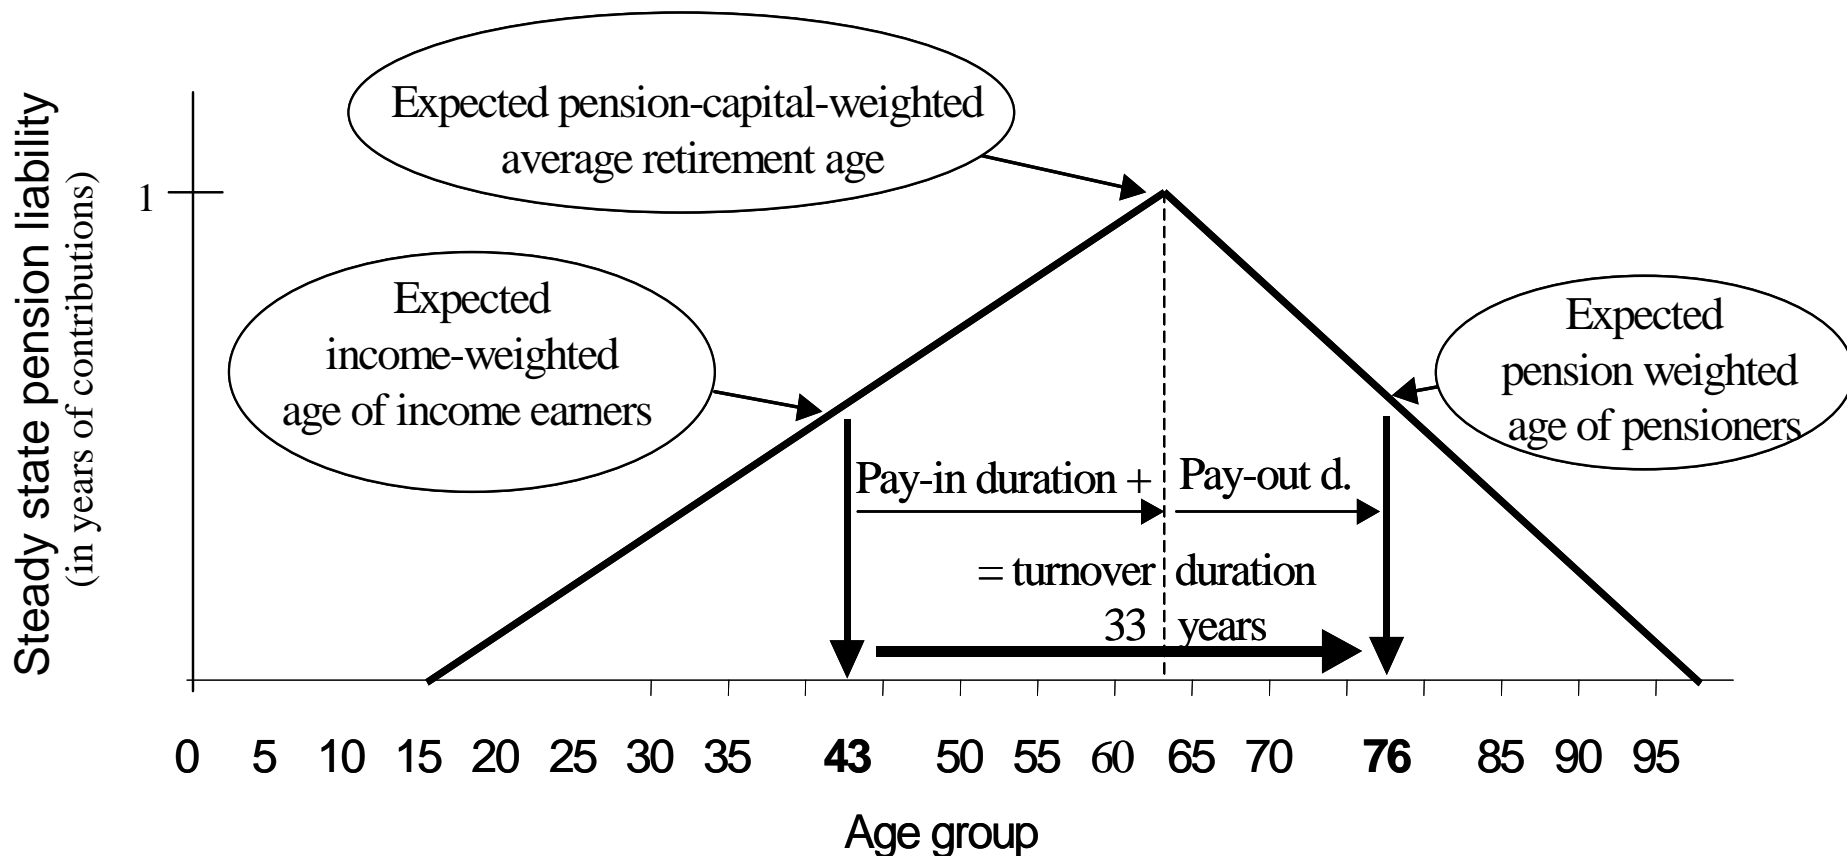 Steady state pension liability
(in years of contributions)
1
Expected pension-capital-weighted
average retirement age
Expected
income-weighted
age of income earners
Expected
pension weighted
age of pensioners
Pay-in duration + Pay-out d.
= turnover duration
33 years
0 5 10 15 20 25 30 35 43 50 55 60 65 70 76 85 90 95
Age group